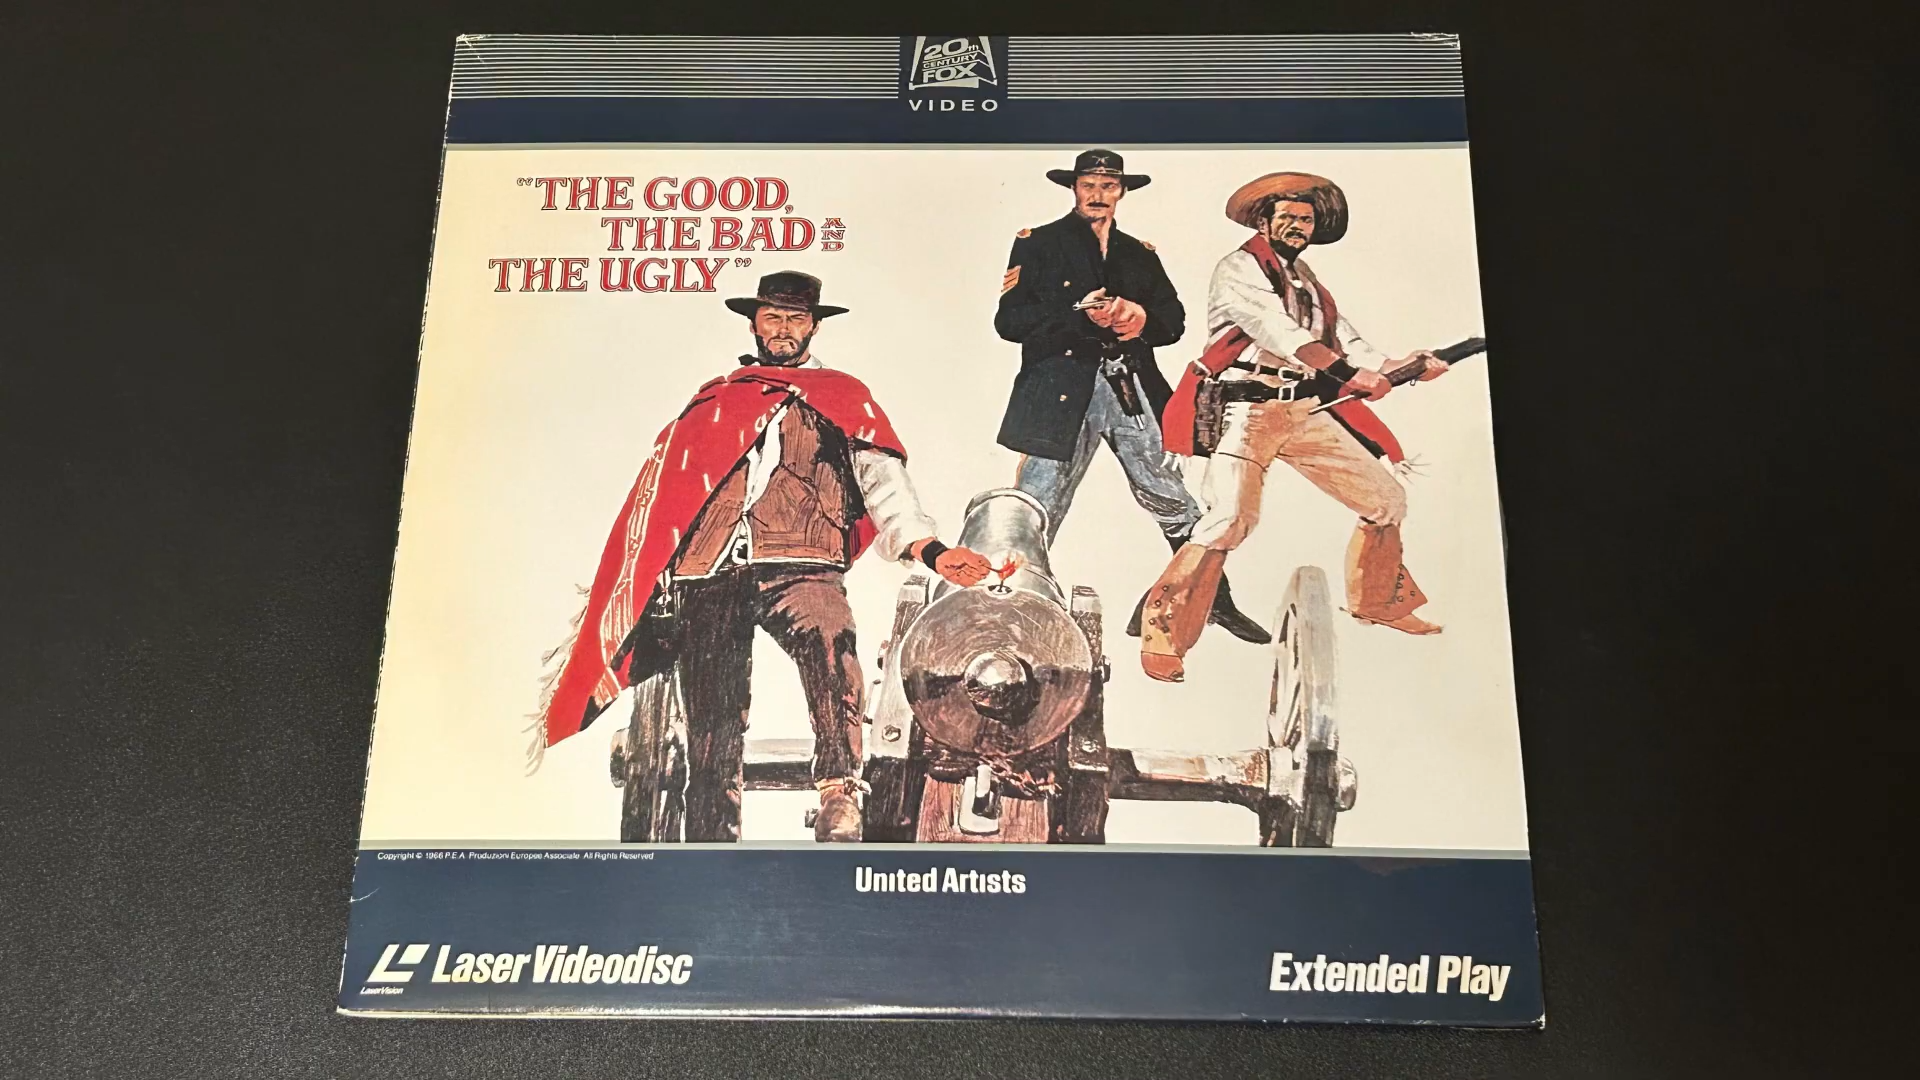 20th
CENTURY
FOX
VIDEO
"THE GOOD,
THE BAD AND
THE UGLY"
Copyright © 1966 P.E.A. Produzioni Europee Associate. All Rights Reserved
United Artists
Laser Videodisc
LaserVision
Extended Play